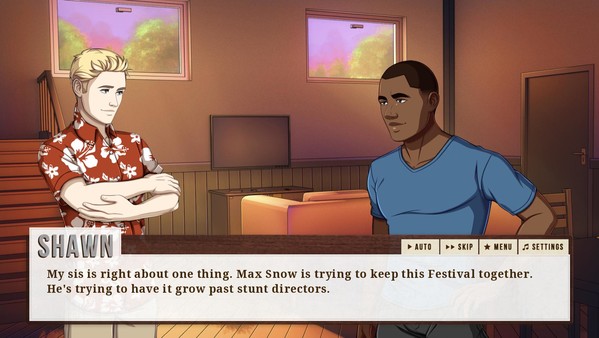 SHAWN
AUTO
SKIP
MENU
SETTINGS
My sis is right about one thing. Max Snow is trying to keep this Festival together.
He's trying to have it grow past stunt directors.